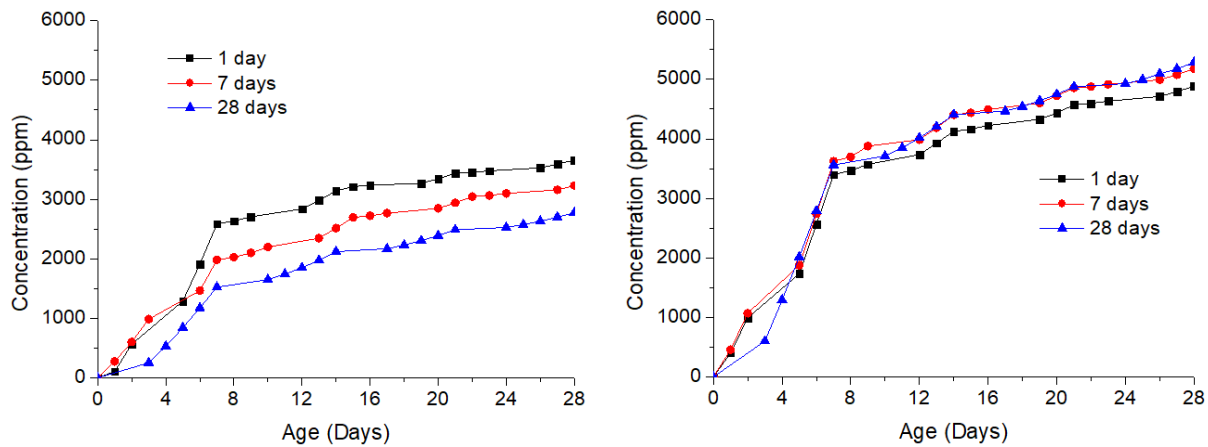 6000
5000
4000
3000
2000
1000
0
Concentration (ppm)
1 day
7 days
28 days
0 4 8 12 16 20 24 28
Age (Days)
6000
5000
4000
3000
2000
1000
0
Concentration (ppm)
1 day
7 days
28 days
0 4 8 12 16 20 24 28
Age (Days)